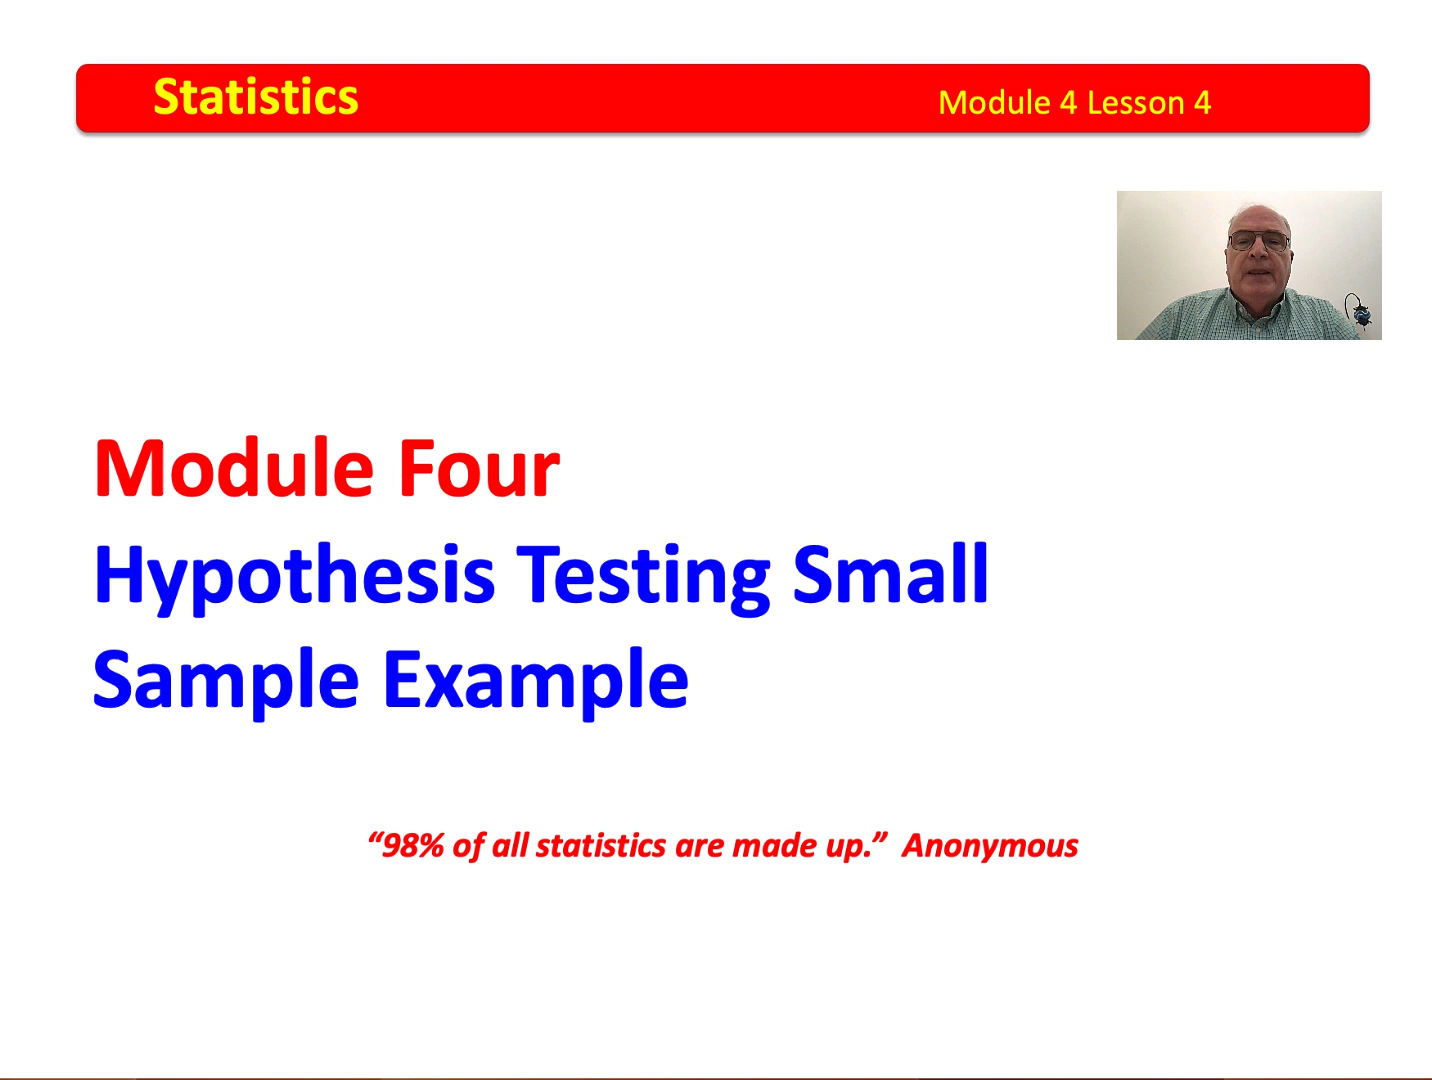 Statistics
Module 4 Lesson 4
Module Four
Hypothesis Testing Small
Sample Example
“98% of all statistics are made up.”  Anonymous